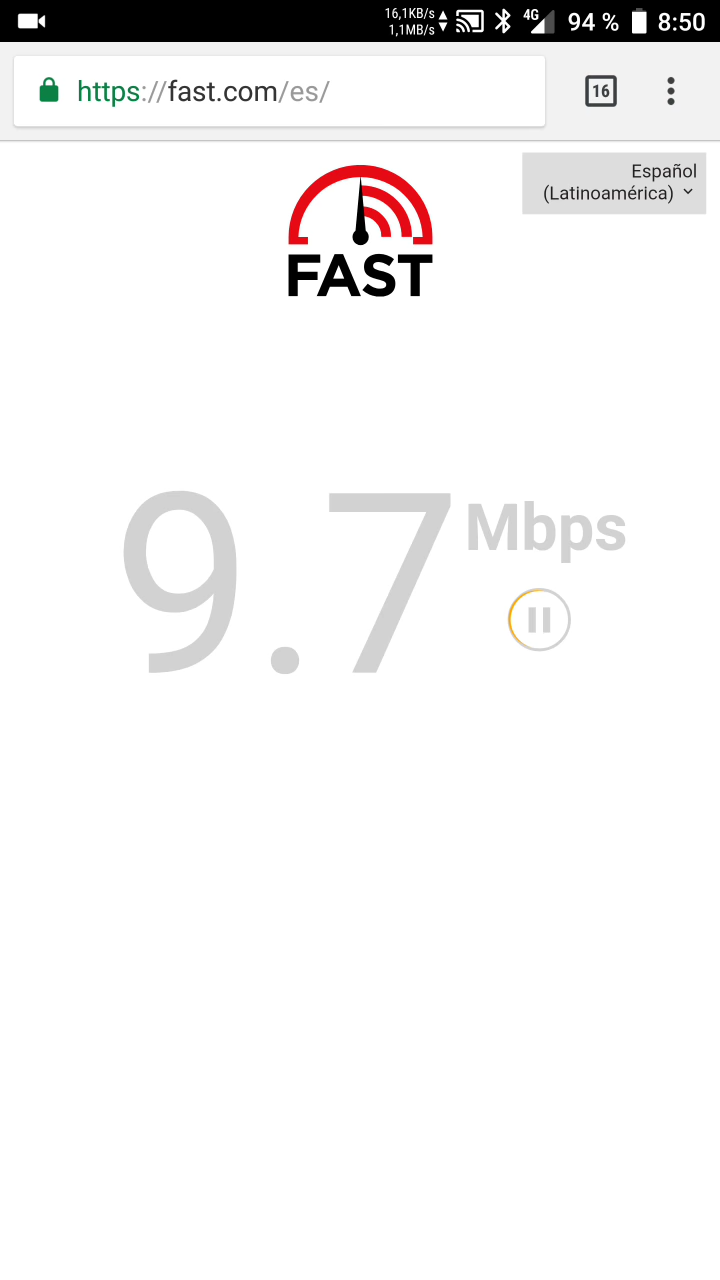 16,1KB/s
1,1MB/s
4G
94 %
8:50
https://fast.com/es/
16
Español
(Latinoamérica)
FAST
9.7 Mbps